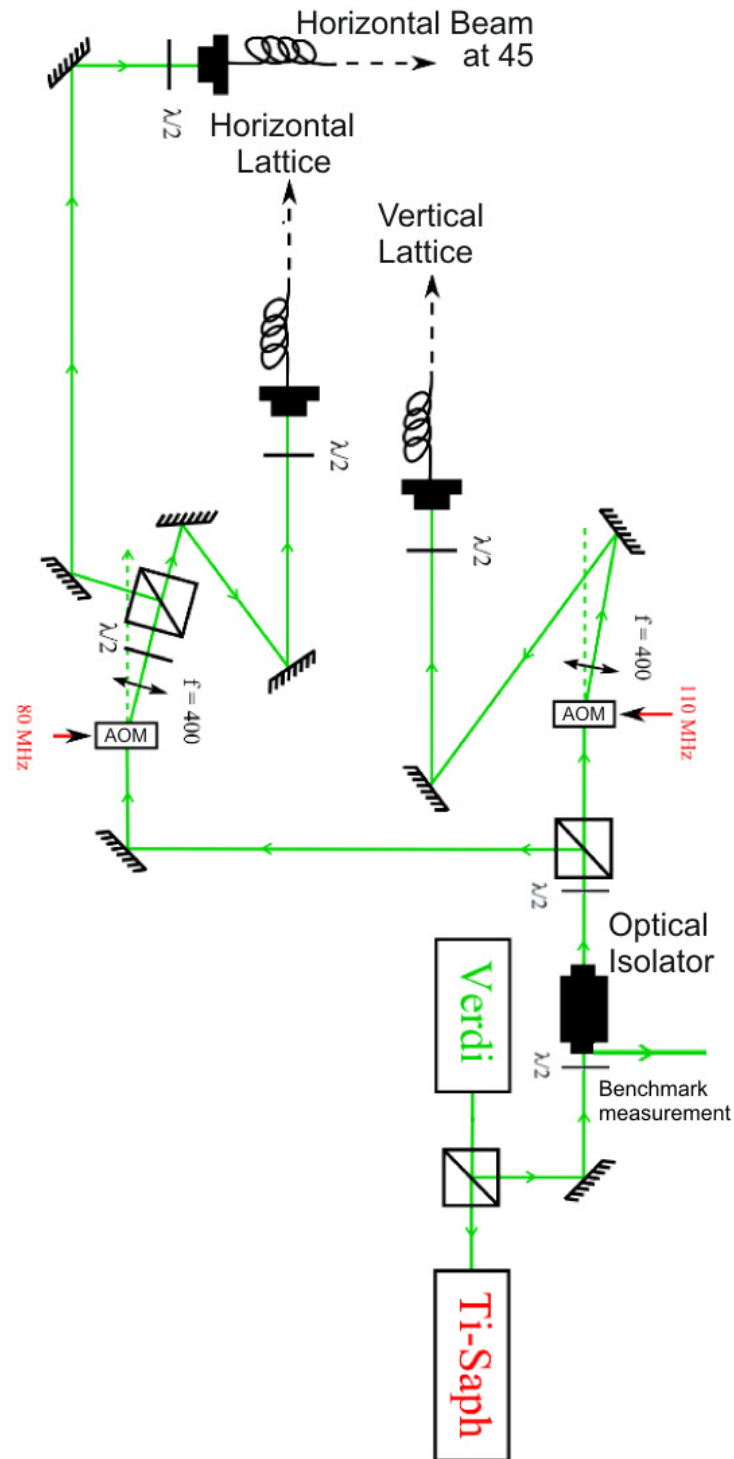 Horizontal Beam
at 45
λ/2
Horizontal
Lattice
Vertical
Lattice
λ/2
λ/2
λ/2
f = 400
f = 400
80 MHz
AOM
AOM
110 MHz
λ/2
Optical
Isolator
Verdi
λ/2
Benchmark
measurement
Ti-Saph